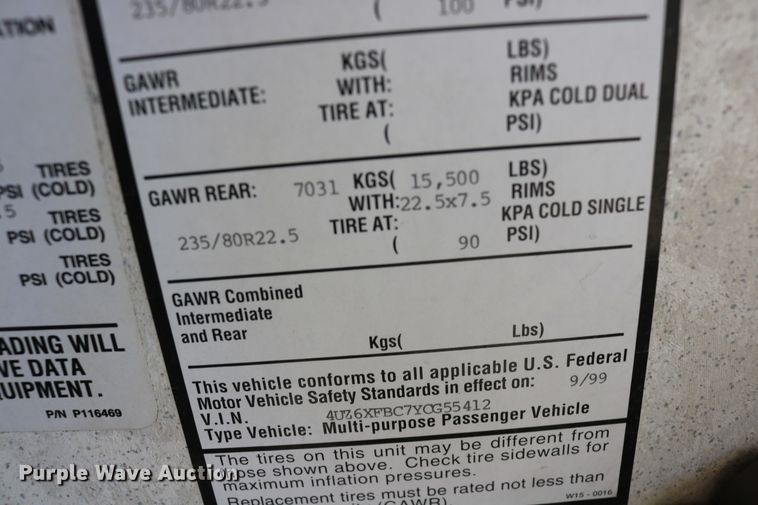 235/80R22.5 ( 100 PSI)
KGS( LBS)
GAWR WITH: RIMS
INTERMEDIATE: TIRE AT: KPA COLD DUAL
( PSI)
GAWR REAR: 7031 KGS( 15,500 LBS)
WITH:22.5x7.5 RIMS
235/80R22.5 TIRE AT: KPA COLD SINGLE
( 90 PSI)
GAWR Combined
Intermediate
and Rear Kgs( Lbs)
This vehicle conforms to all applicable U.S. Federal
Motor Vehicle Safety Standards in effect on: 9/99
V.I.N. 4UZ6XFBC7YCG55412
Type Vehicle: Multi-purpose Passenger Vehicle
The tires on this unit may be different from
those shown above. Check tire sidewalls for
maximum inflation pressures.
Replacement tires must be rated not less than
(GAWR).
W15 - 0016
TIRES
PSI (COLD)
TIRES
PSI (COLD)
TIRES
PSI (COLD)
ADING WILL
VE DATA
UIPMENT.
P/N P116469
Purple Wave Auction